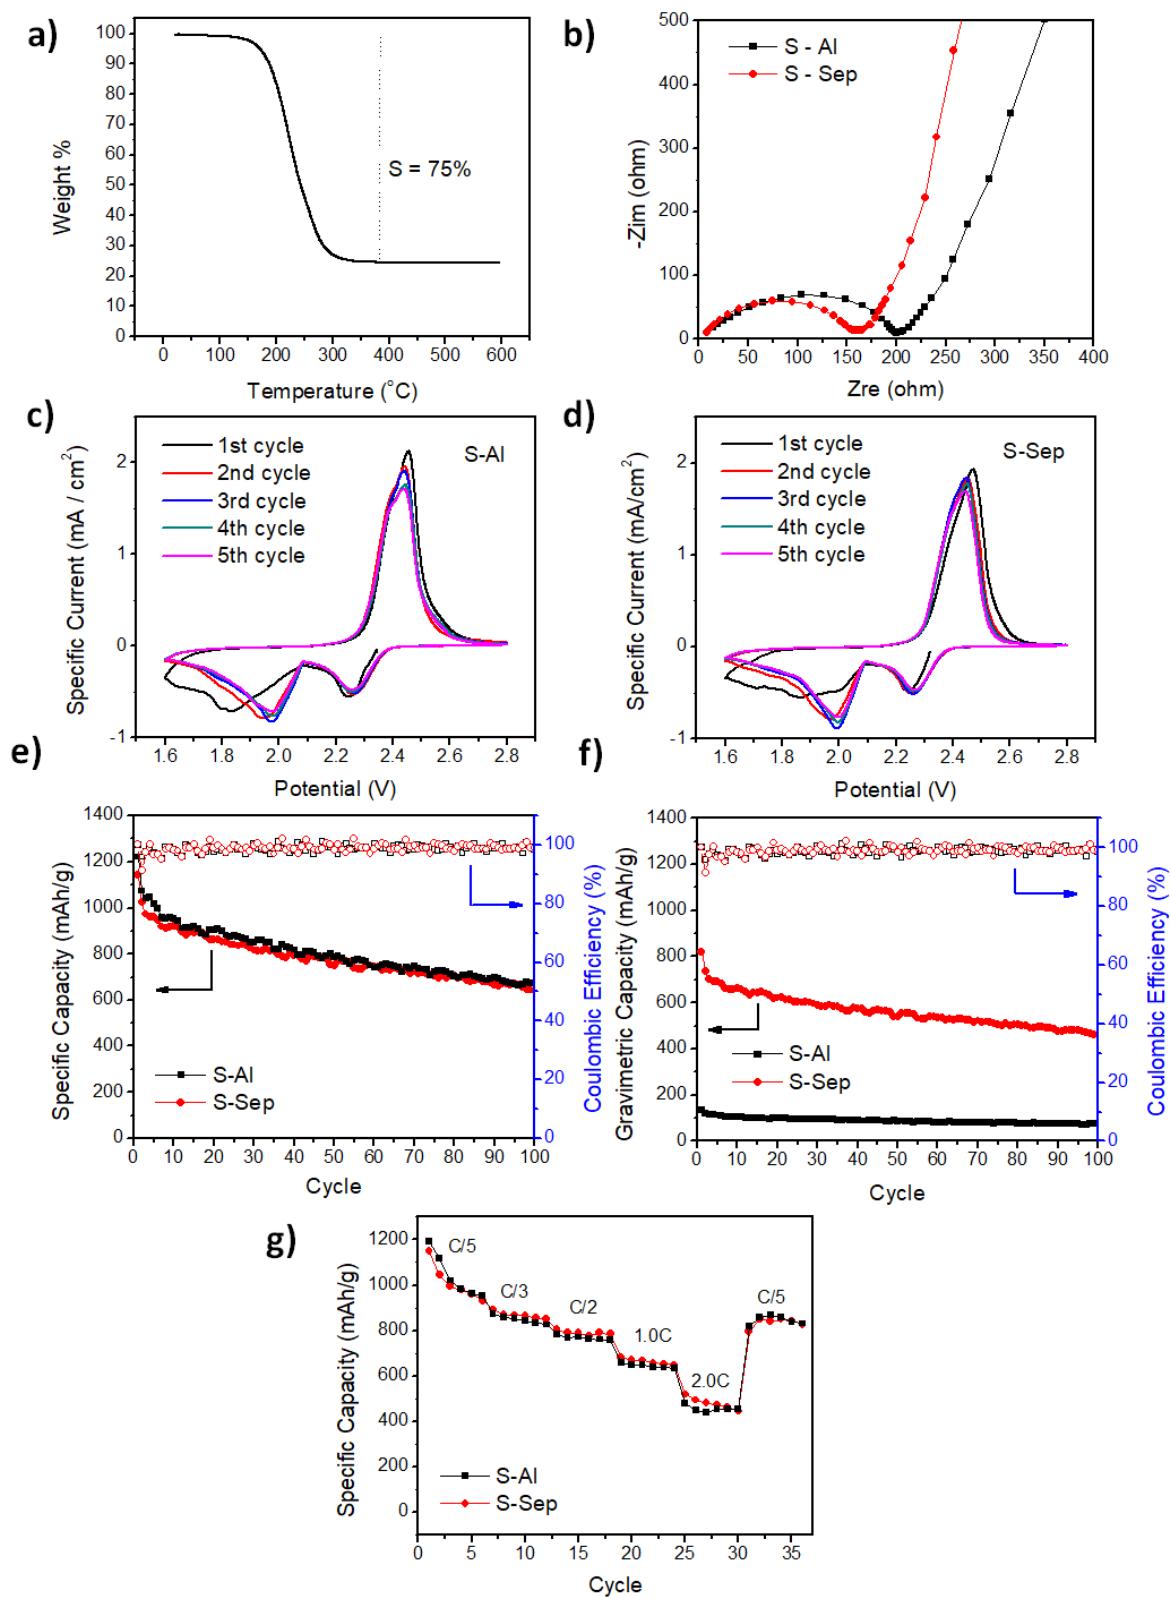 a)
100
90
80
70
60
50
40
30
20
10
0
Weight %
S = 75%
0 100 200 300 400 500 600
Temperature (°C)
b)
500
400
300
200
100
0
-Zim (ohm)
S - Al
S - Sep
0 50 100 150 200 250 300 350 400
Zre (ohm)
c)
2
1
0
-1
Specific Current (mA / cm²)
1st cycle
2nd cycle
3rd cycle
4th cycle
5th cycle
S-Al
1.6 1.8 2.0 2.2 2.4 2.6 2.8
Potential (V)
d)
2
1
0
-1
Specific Current (mA/cm²)
1st cycle
2nd cycle
3rd cycle
4th cycle
5th cycle
S-Sep
1.6 1.8 2.0 2.2 2.4 2.6 2.8
Potential (V)
e)
1400
1200
1000
800
600
400
200
0
Specific Capacity (mAh/g)
S-Al
S-Sep
100
80
60
40
20
0
Coulombic Efficiency (%)
0 10 20 30 40 50 60 70 80 90 100
Cycle
f)
1400
1200
1000
800
600
400
200
0
Gravimetric Capacity (mAh/g)
S-Al
S-Sep
100
80
60
40
20
0
Coulombic Efficiency (%)
0 10 20 30 40 50 60 70 80 90 100
Cycle
g)
1200
1000
800
600
400
200
0
Specific Capacity (mAh/g)
C/5
C/3
C/2
1.0C
2.0C
C/5
S-Al
S-Sep
0 5 10 15 20 25 30 35
Cycle